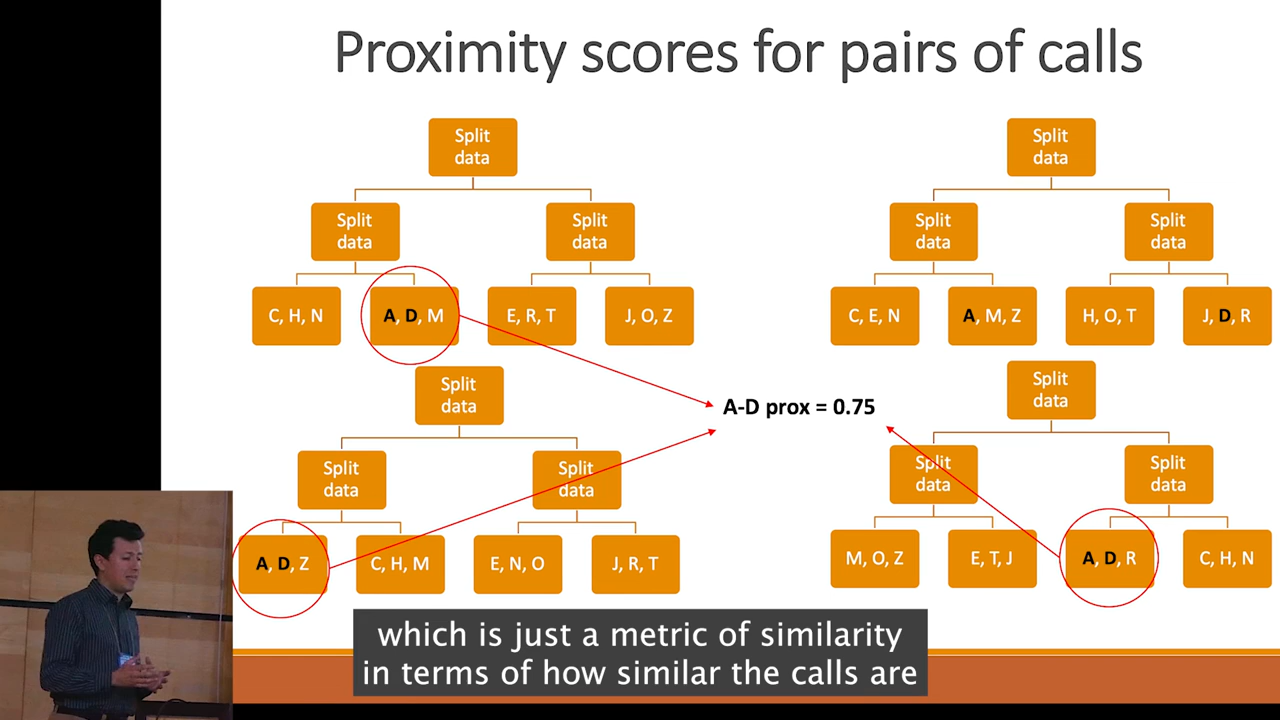 Proximity scores for pairs of calls
Split
data
Split
data
Split
data
C, H, N
A, D, M
E, R, T
J, O, Z
Split
data
Split
data
Split
data
C, E, N
A, M, Z
H, O, T
J, D, R
A-D prox = 0.75
Split
data
Split
data
Split
data
A, D, Z
C, H, M
E, N, O
J, R, T
Split
data
Split
data
Split
data
M, O, Z
E, T, J
A, D, R
C, H, N
which is just a metric of similarity
in terms of how similar the calls are